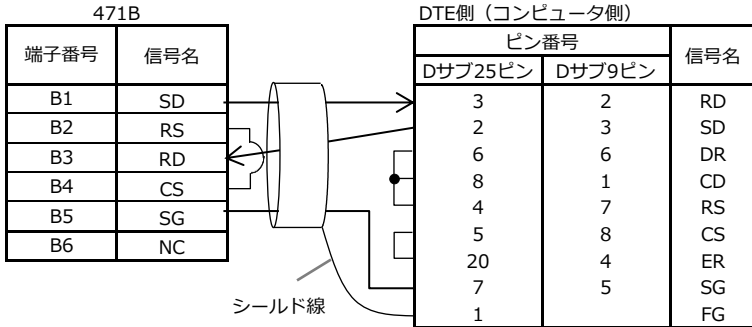 471B
端子番号 信号名
B1 SD
B2 RS
B3 RD
B4 CS
B5 SG
B6 NC
シールド線
DTE側（コンピュータ側）
ピン番号 信号名
Dサブ25ピン Dサブ9ピン
3 2 RD
2 3 SD
6 6 DR
8 1 CD
4 7 RS
5 8 CS
20 4 ER
7 5 SG
1 FG